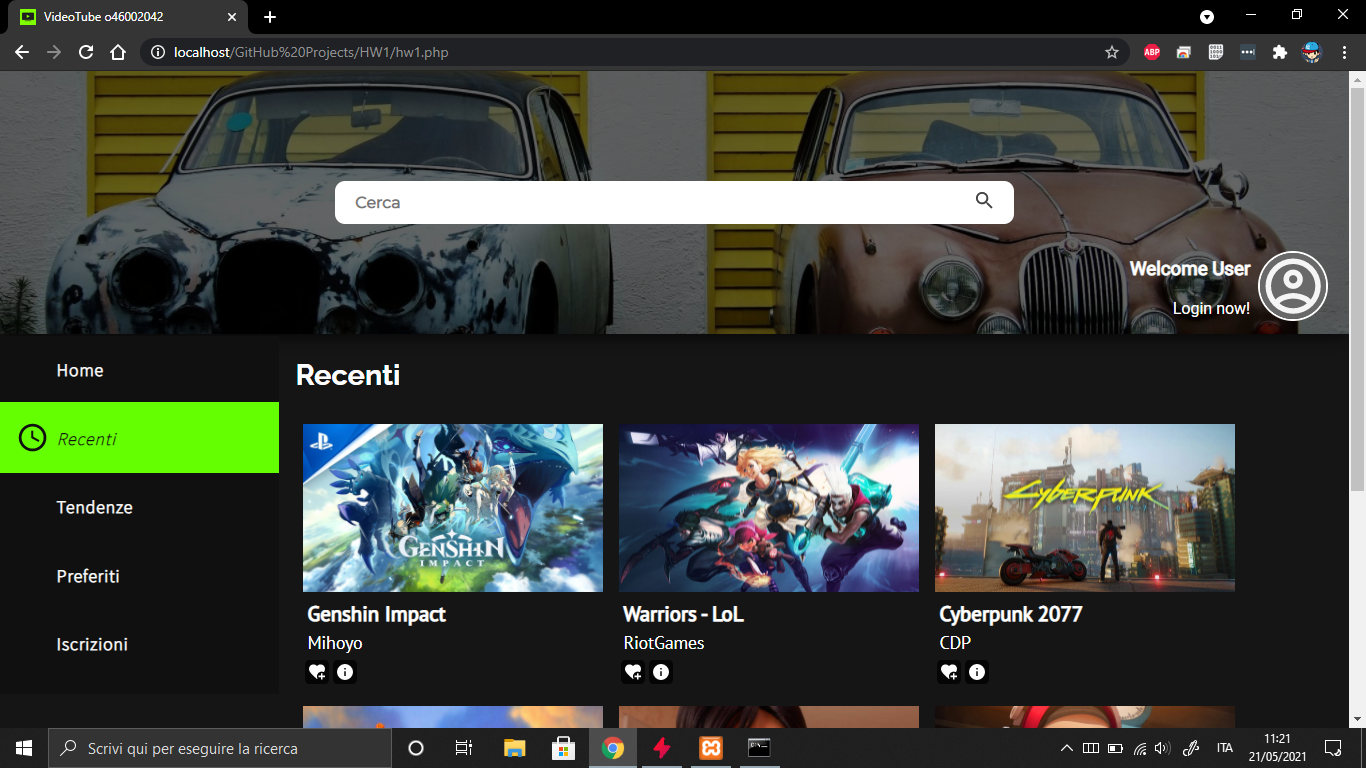 VideoTube o46002042
localhost/GitHub%20Projects/HW1/hw1.php
ABP
Cerca
Welcome User
Login now!
Home
Recenti
Tendenze
Preferiti
Iscrizioni
Recenti
GENSHIN
IMPACT
Genshin Impact
Mihoyo
Warriors - LoL
RiotGames
CYBERPUNK
Cyberpunk 2077
CDP
Scrivi qui per eseguire la ricerca
ITA
11:21
21/05/2021